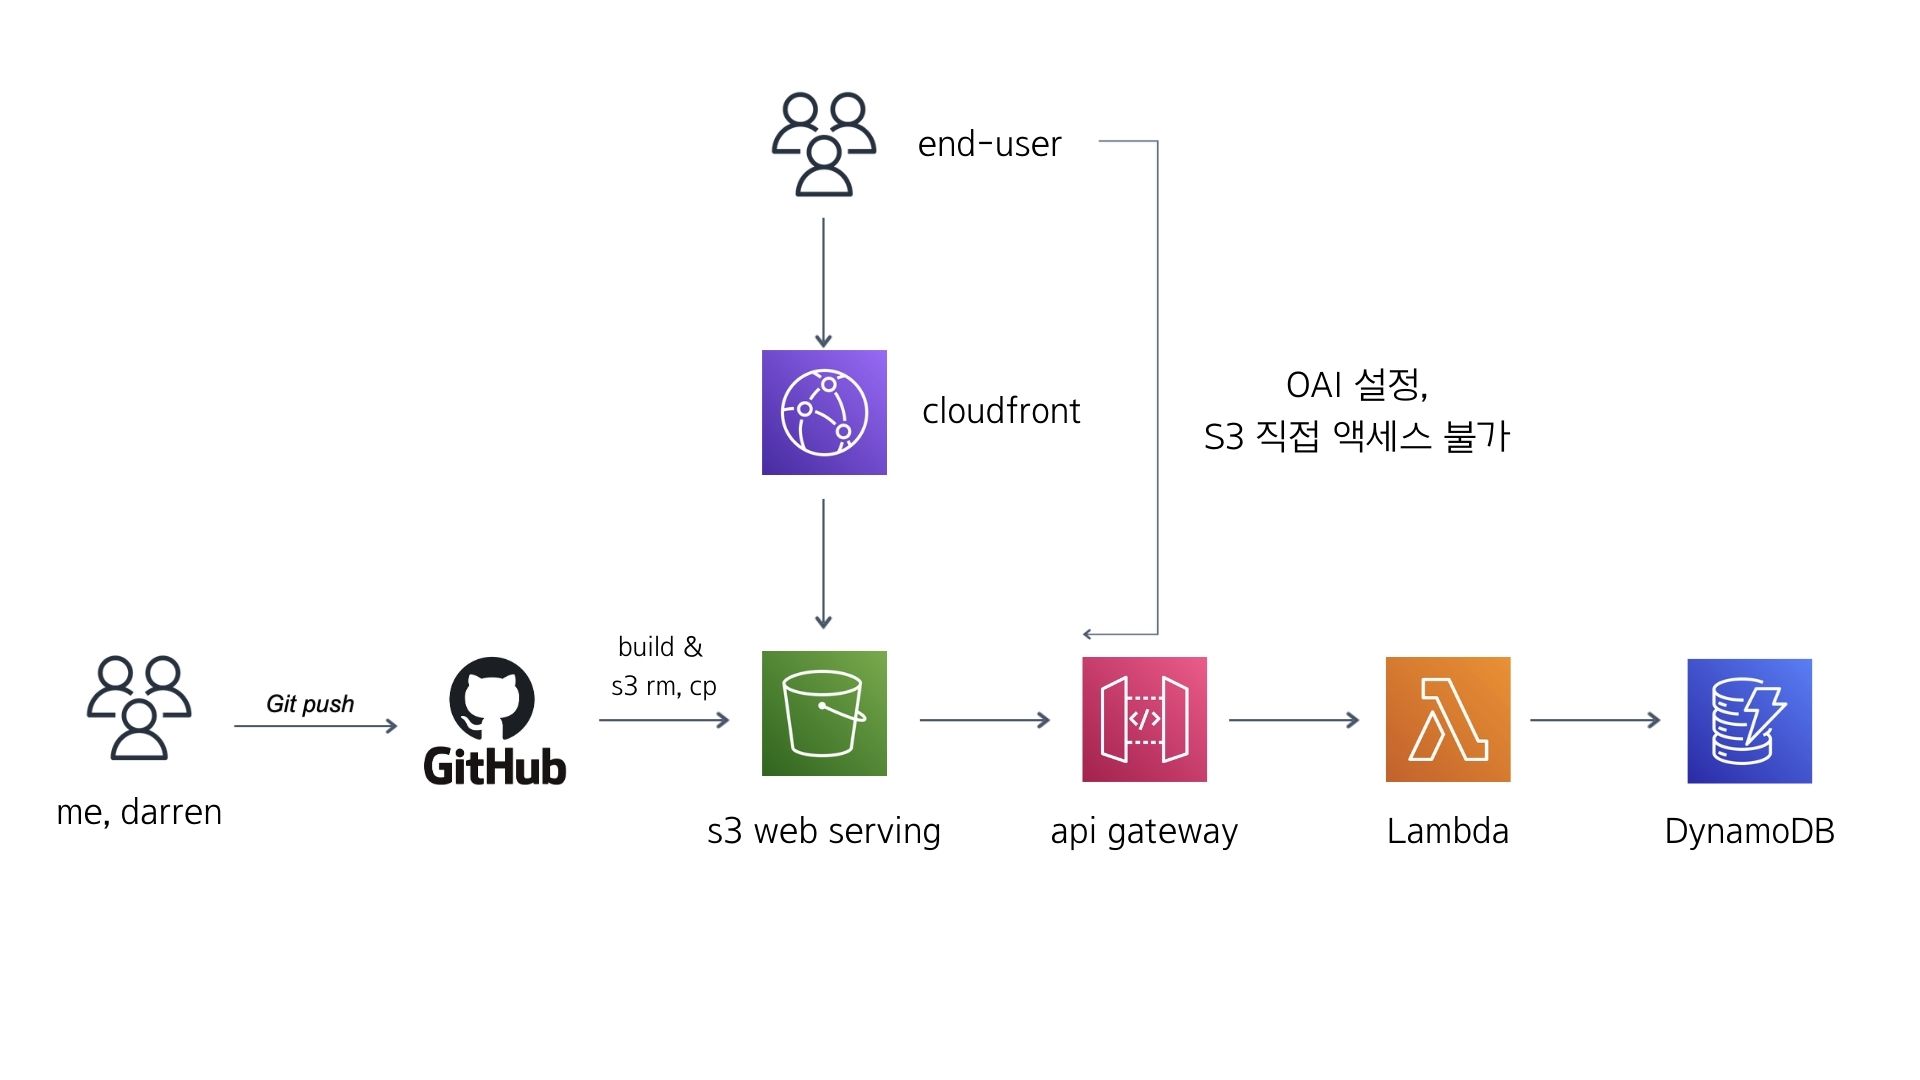 end-user
cloudfront
OAI 설정,
S3 직접 액세스 불가
build &
s3 rm, cp
Git push
GitHub
me, darren
s3 web serving
api gateway
Lambda
DynamoDB